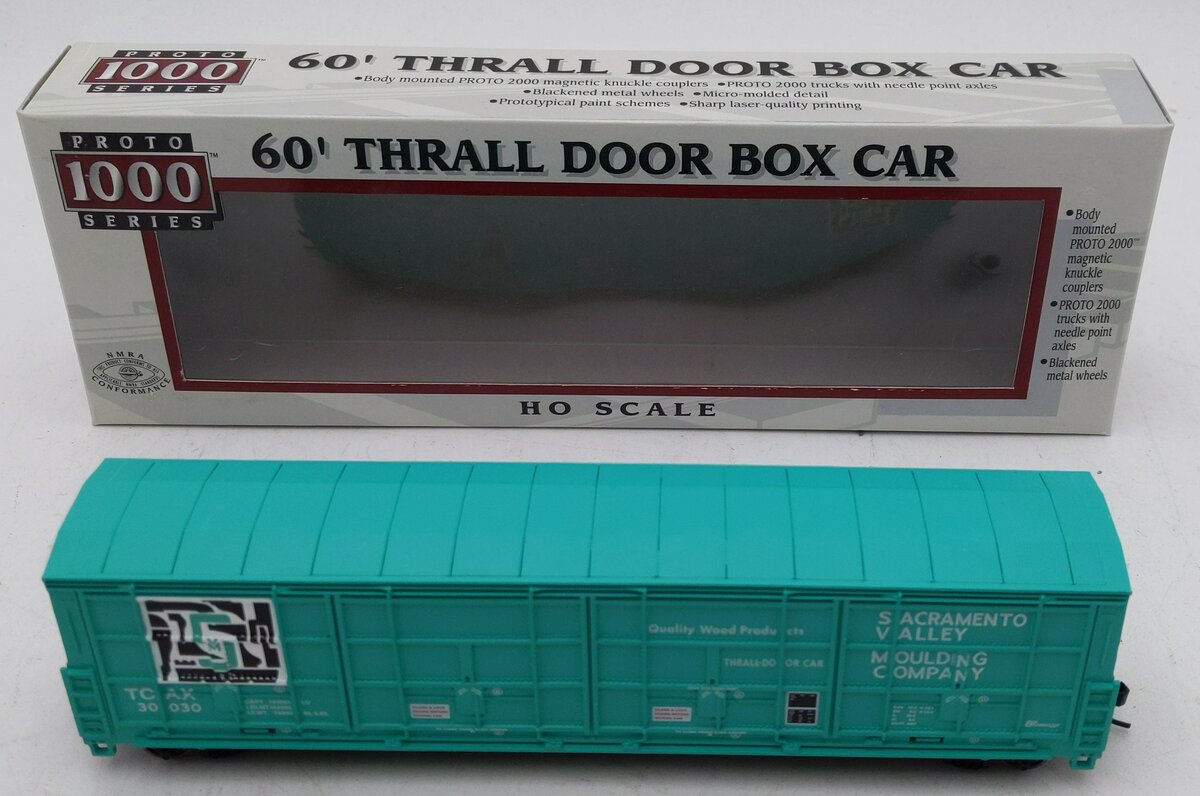 PROTO
1000
SERIES
60' THRALL DOOR BOX CAR
•Body mounted PROTO 2000 magnetic knuckle couplers •PROTO 2000 trucks with needle point axles
•Blackened metal wheels •Micro-molded detail
•Prototypical paint schemes •Sharp laser-quality printing
PROTO
1000
SERIES
™
60' THRALL DOOR BOX CAR
•Body
mounted
PROTO 2000™
magnetic
knuckle
couplers
•PROTO 2000
trucks with
needle point
axles
•Blackened
metal wheels
NMRA
CONFORMANCE
HO SCALE
Quality Wood Products
THRALL-DOOR CAR
SACRAMENTO
VALLEY
MOULDING
COMPANY
TCAX
30030